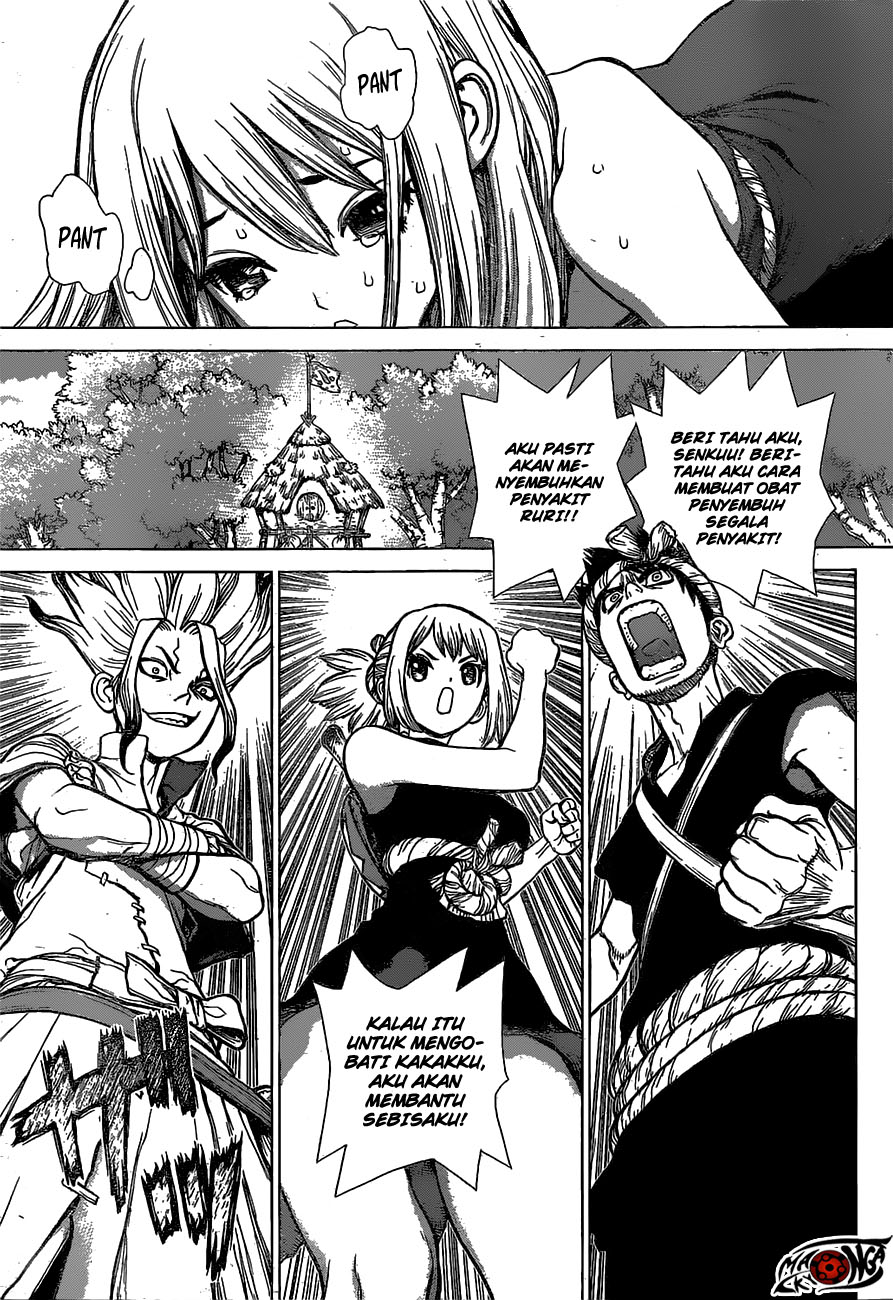 PANT
PANT
BERI TAHU AKU,
SENKUU! BERI-
TAHU AKU CARA
MEMBUAT OBAT
PENYEMBUH
SEGALA
PENYAKIT!
AKU PASTI
AKAN ME-
NYEMBUHKAN
PENYAKIT
RURI!!
KALAU ITU
UNTUK MENGO-
BATI KAKAKKU,
AKU AKAN
MEMBANTU
SEBISAKU!